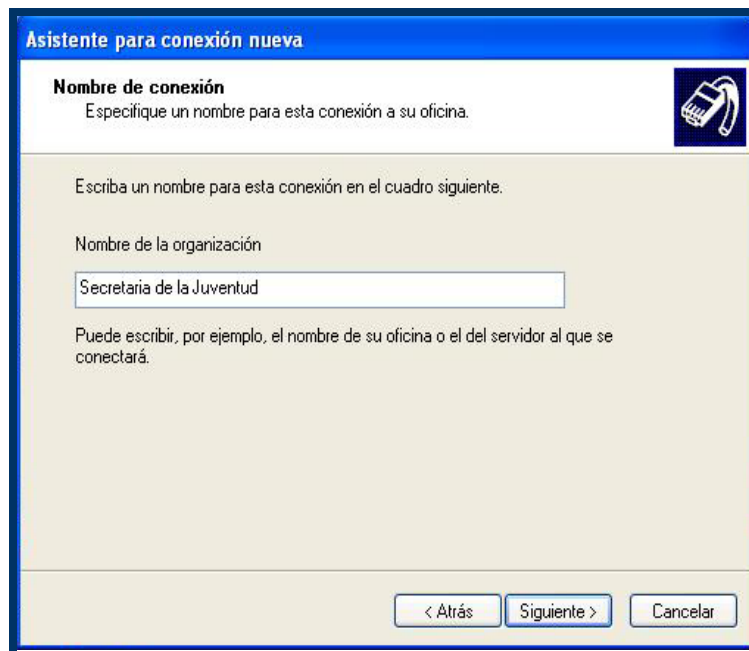 Asistente para conexión nueva
Nombre de conexión
Especifique un nombre para esta conexión a su oficina.
Escriba un nombre para esta conexión en el cuadro siguiente.
Nombre de la organización
Secretaria de la Juventud
Puede escribir, por ejemplo, el nombre de su oficina o el del servidor al que se
conectará.
< Atrás Siguiente > Cancelar